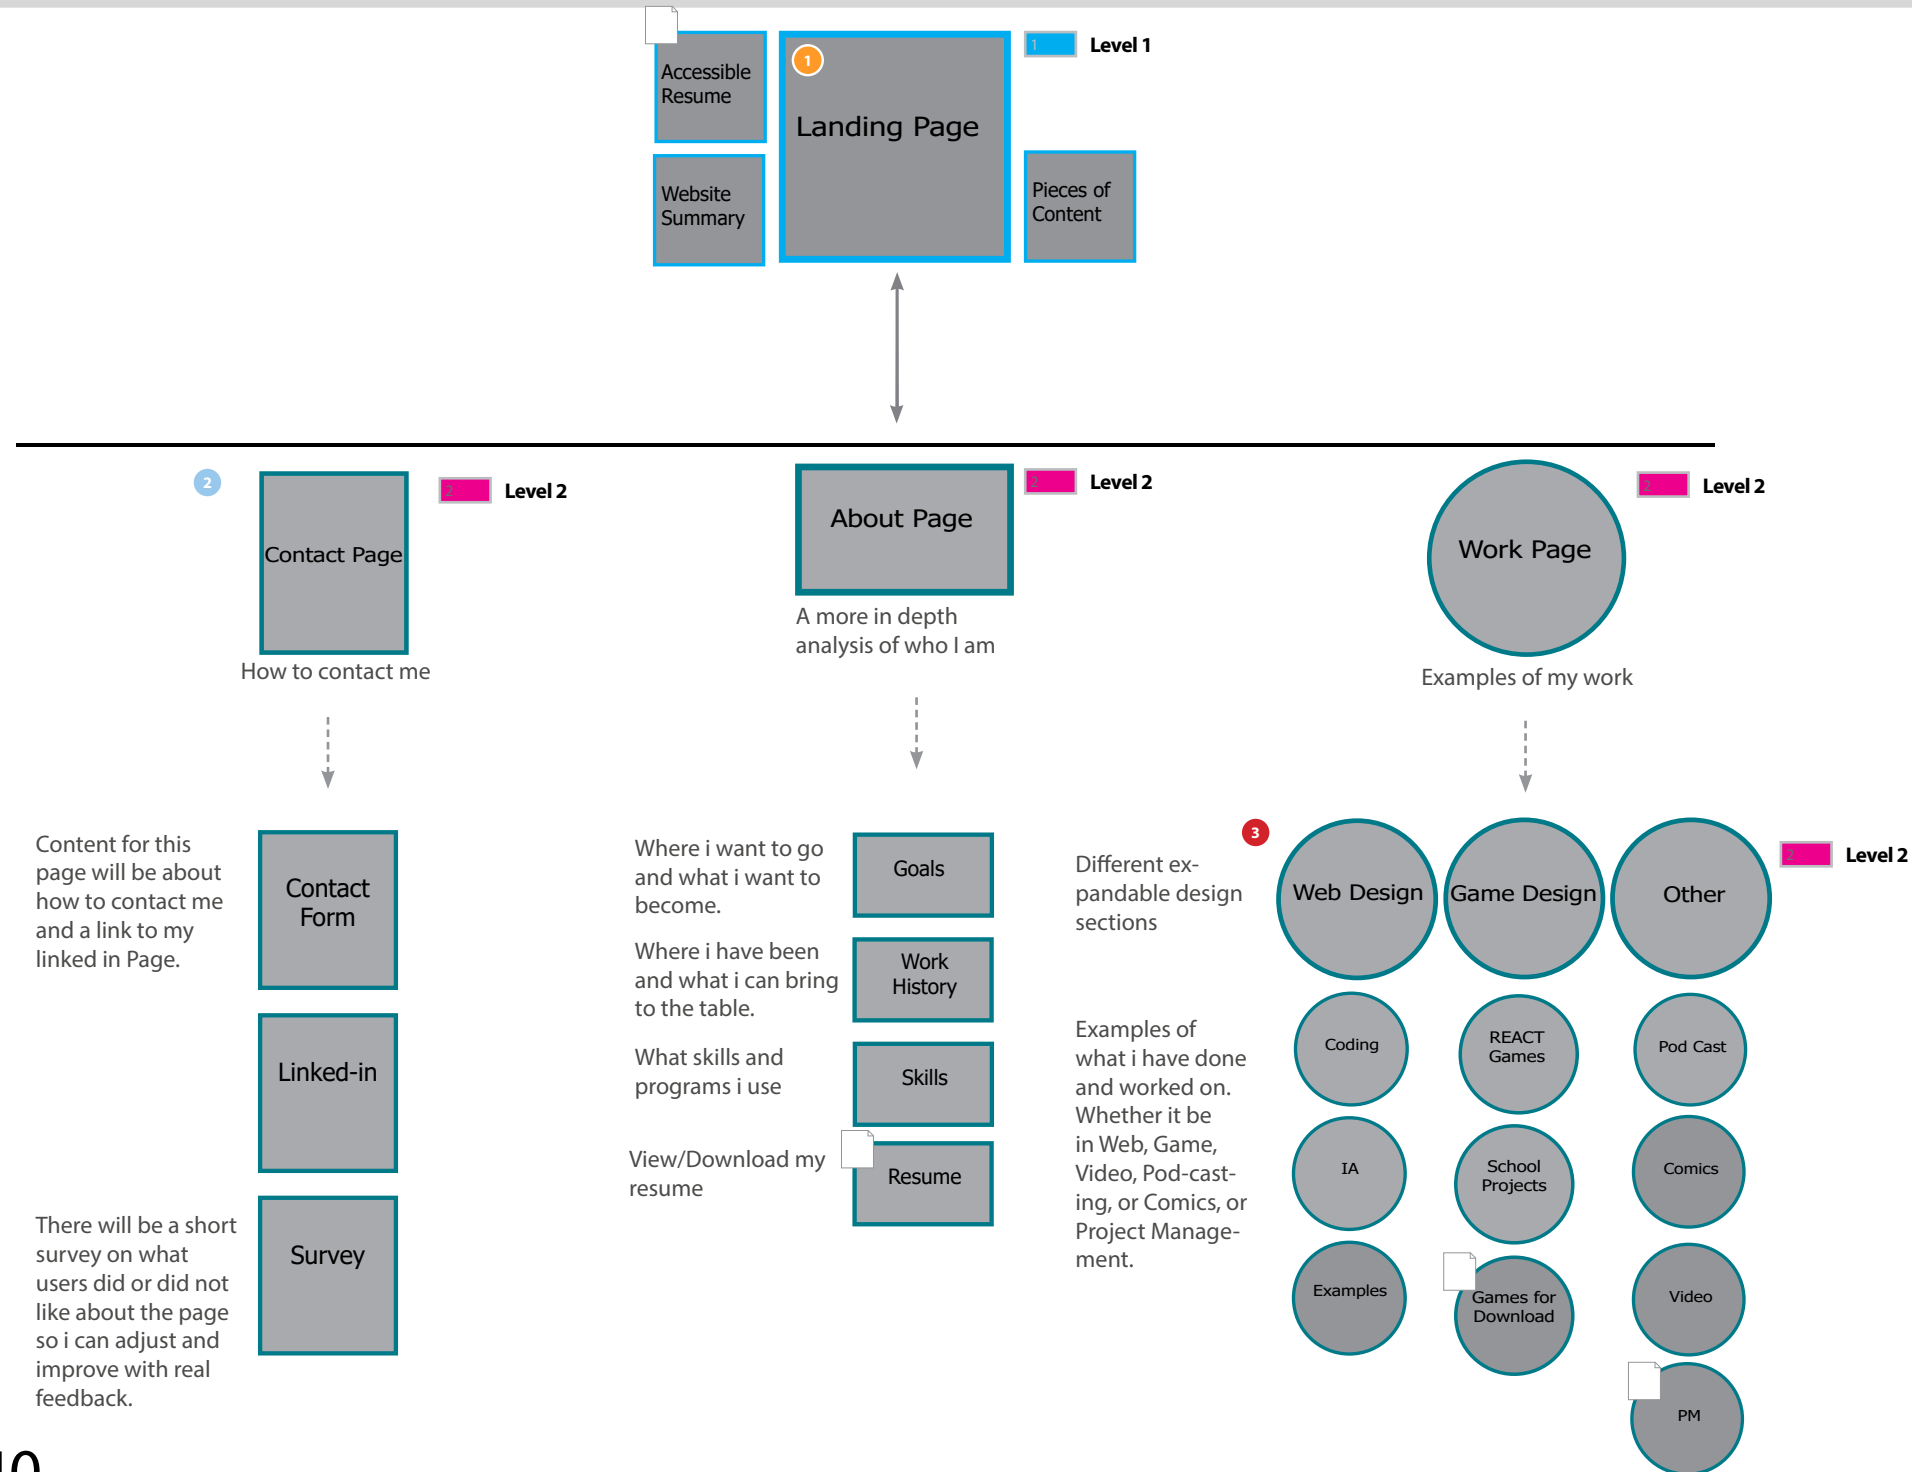 Accessible
Resume
1
Landing Page
1
Level 1
Website
Summary
Pieces of
Content
2
Contact Page
2
Level 2
How to contact me
About Page
2
Level 2
A more in depth
analysis of who I am
Work Page
2
Level 2
Examples of my work
Content for this
page will be about
how to contact me
and a link to my
linked in Page.
Contact
Form
Linked-in
There will be a short
survey on what
users did or did not
like about the page
so i can adjust and
improve with real
feedback.
Survey
Where i want to go
and what i want to
become.
Goals
Where i have been
and what i can bring
to the table.
Work
History
What skills and
programs i use
Skills
View/Download my
resume
Resume
3
Different ex-
pandable design
sections
Web Design
Game Design
Other
2
Level 2
Examples of
what i have done
and worked on.
Whether it be
in Web, Game,
Video, Pod-cast-
ing, or Comics, or
Project Manage-
ment.
Coding
IA
Examples
REACT
Games
School
Projects
Games for
Download
Pod Cast
Comics
Video
PM